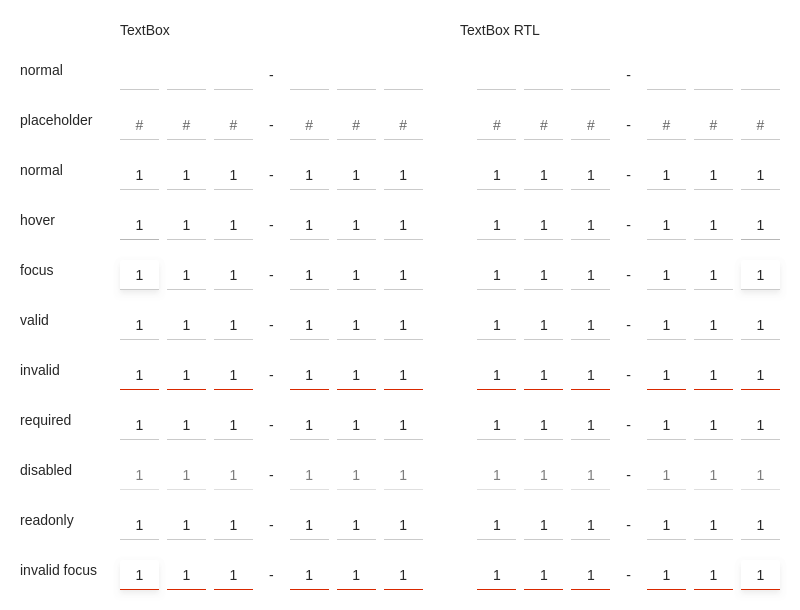 TextBox TextBox RTL
normal - -
placeholder # # # - # # # # # # - # # #
normal 1 1 1 - 1 1 1 1 1 1 - 1 1 1
hover 1 1 1 - 1 1 1 1 1 1 - 1 1 1
focus 1 1 1 - 1 1 1 1 1 1 - 1 1 1
valid 1 1 1 - 1 1 1 1 1 1 - 1 1 1
invalid 1 1 1 - 1 1 1 1 1 1 - 1 1 1
required 1 1 1 - 1 1 1 1 1 1 - 1 1 1
disabled 1 1 1 - 1 1 1 1 1 1 - 1 1 1
readonly 1 1 1 - 1 1 1 1 1 1 - 1 1 1
invalid focus 1 1 1 - 1 1 1 1 1 1 - 1 1 1